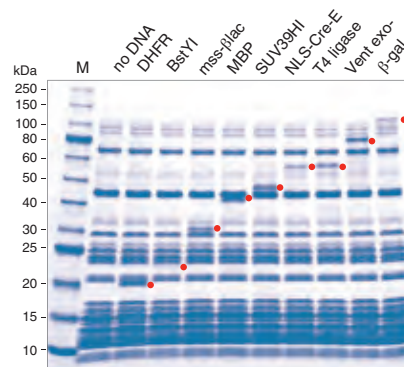 kDa
M
no DNA
DHFR
BstYI
mss-βlac
MBP
SUV39HI
NLS-Cre-E
T4 ligase
Vent exo-
β-gal
250
150
100
80
60
50
40
30
25
20
15
10